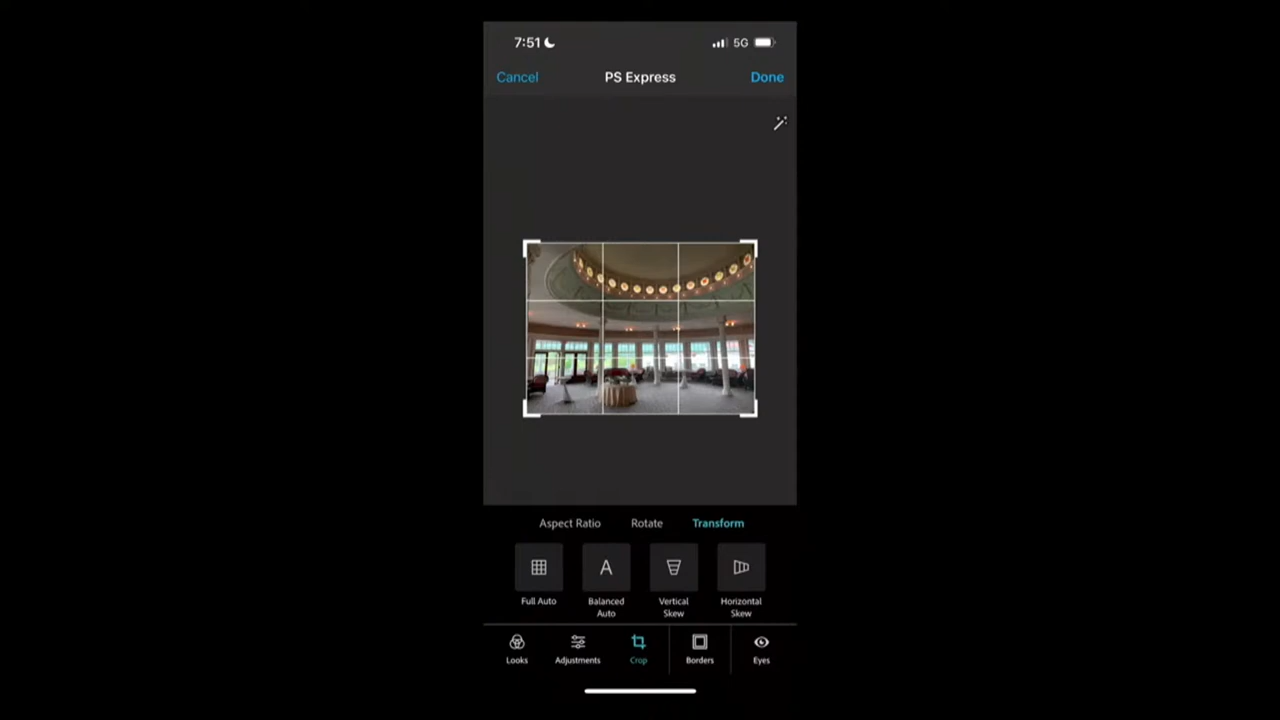 7:51 5G
Cancel PS Express Done
Aspect Ratio Rotate Transform
A
Full Auto Balanced Auto Vertical Skew Horizontal Skew
Looks Adjustments Crop Borders Eyes